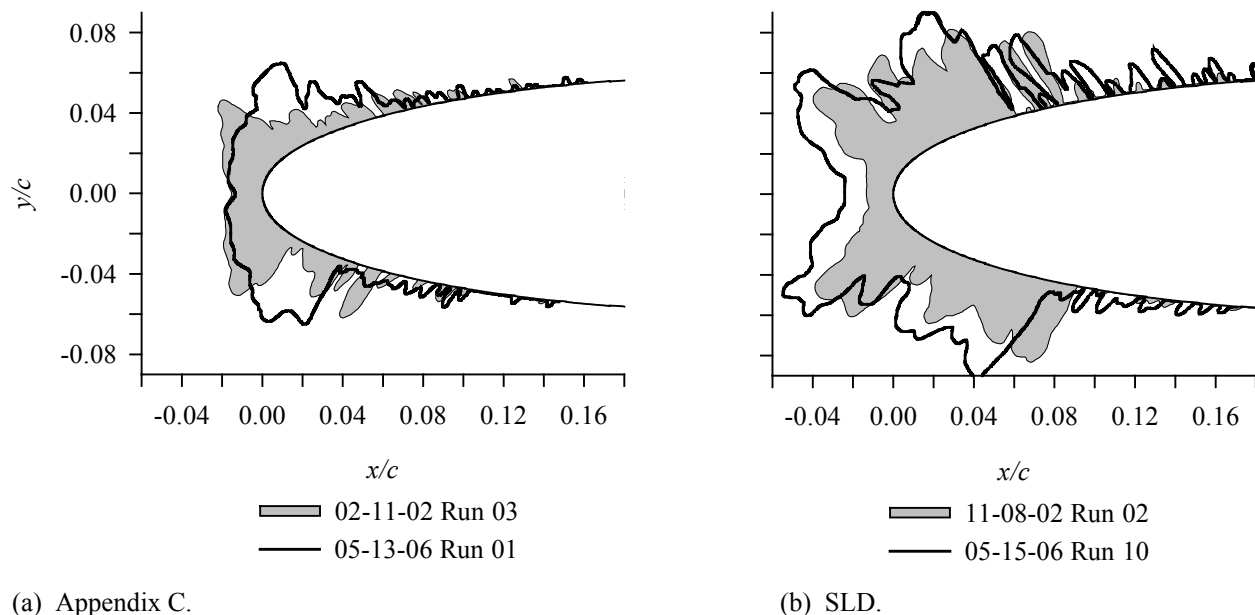 0.08
0.04
0.00
-0.04
-0.08
y/c
-0.04 0.00 0.04 0.08 0.12 0.16
x/c
02-11-02 Run 03
05-13-06 Run 01
(a) Appendix C.
-0.04 0.00 0.04 0.08 0.12 0.16
x/c
11-08-02 Run 02
05-15-06 Run 10
(b) SLD.